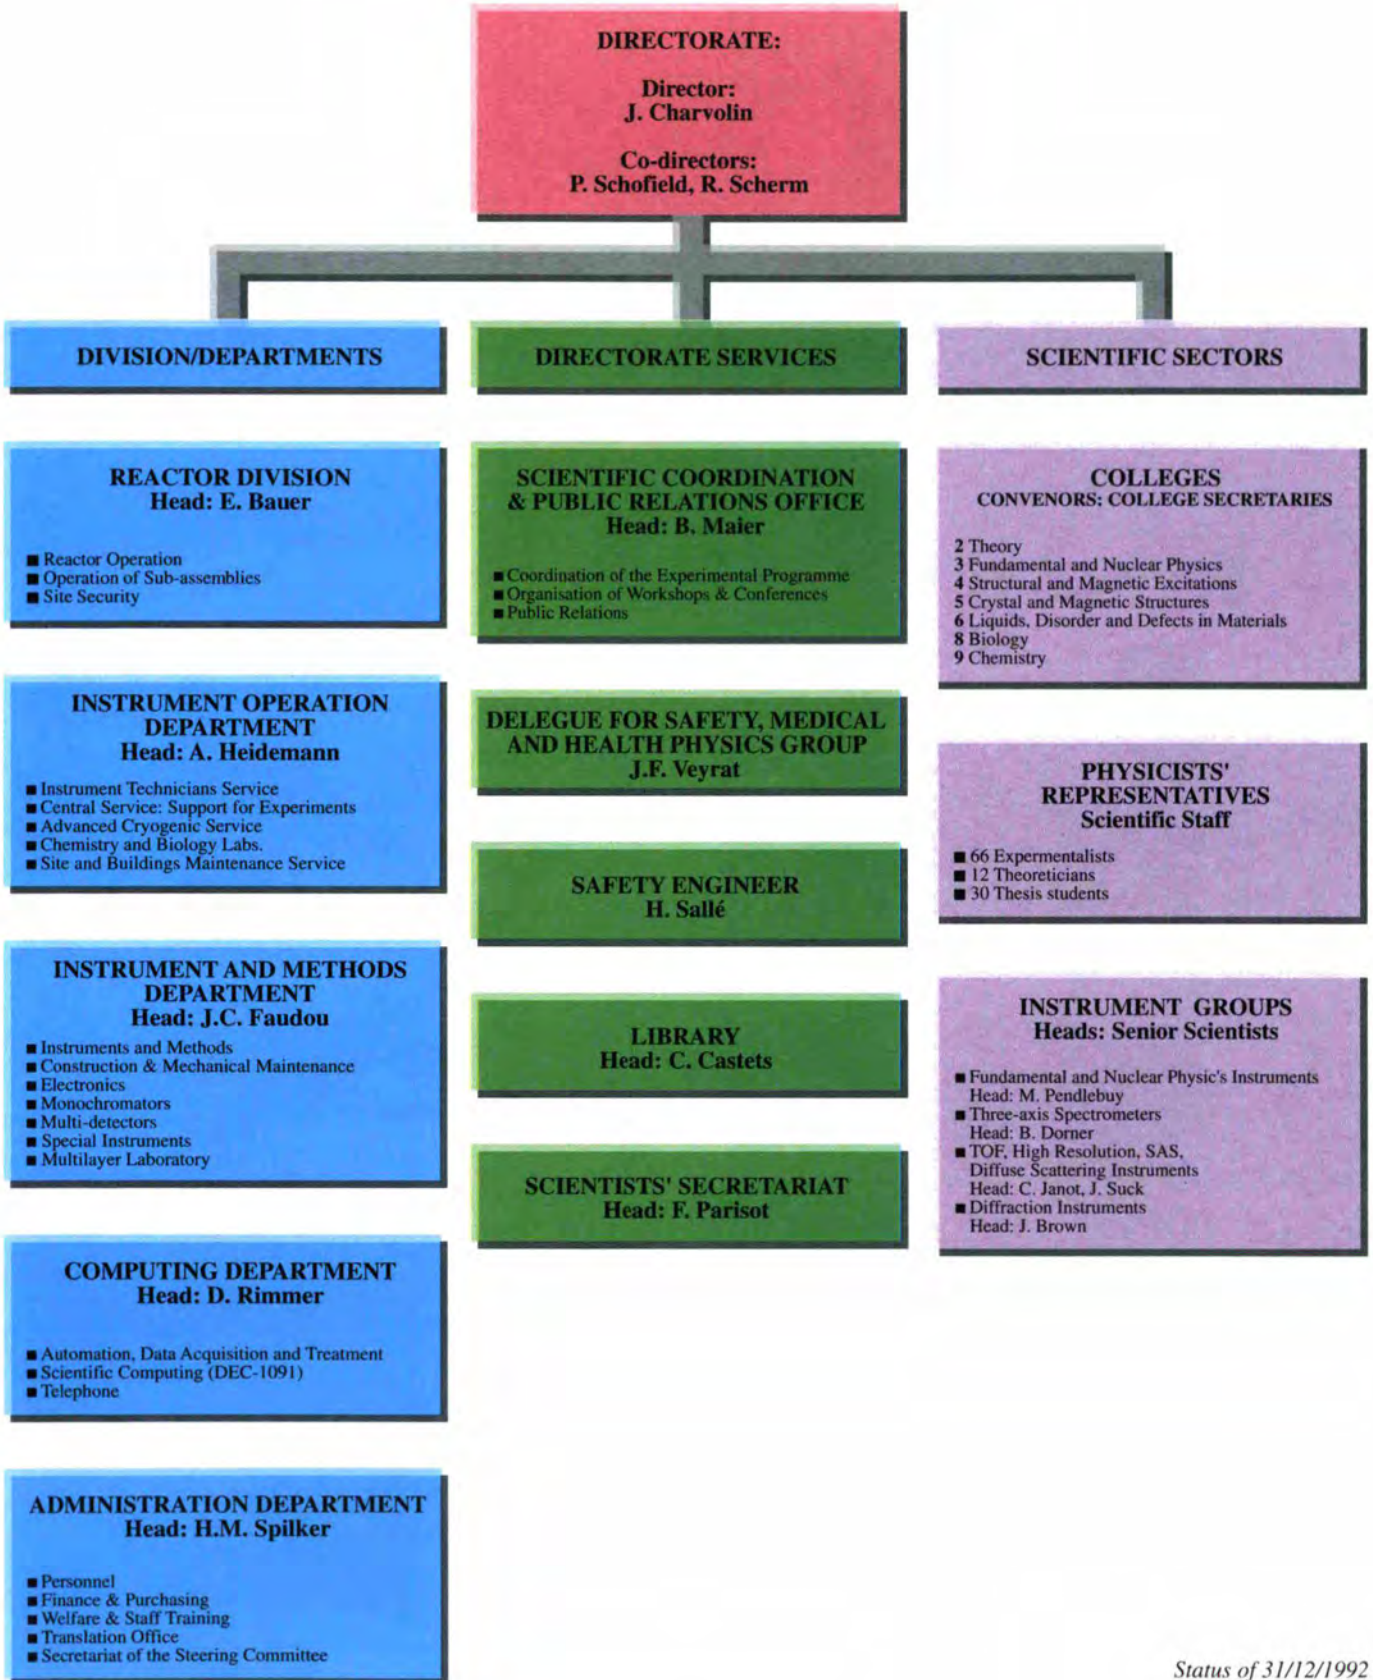 DIRECTORATE:
Director:
J. Charvolin
Co-directors:
P. Schofield, R. Scherm
DIVISION/DEPARTMENTS
REACTOR DIVISION
Head: E. Bauer
■ Reactor Operation
■ Operation of Sub-assemblies
■ Site Security
INSTRUMENT OPERATION
DEPARTMENT
Head: A. Heidemann
■ Instrument Technicians Service
■ Central Service: Support for Experiments
■ Advanced Cryogenic Service
■ Chemistry and Biology Labs.
■ Site and Buildings Maintenance Service
INSTRUMENT AND METHODS
DEPARTMENT
Head: J.C. Faudou
■ Instruments and Methods
■ Construction & Mechanical Maintenance
■ Electronics
■ Monochromators
■ Multi-detectors
■ Special Instruments
■ Multilayer Laboratory
COMPUTING DEPARTMENT
Head: D. Rimmer
■ Automation, Data Acquisition and Treatment
■ Scientific Computing (DEC-1091)
■ Telephone
ADMINISTRATION DEPARTMENT
Head: H.M. Spilker
■ Personnel
■ Finance & Purchasing
■ Welfare & Staff Training
■ Translation Office
■ Secretariat of the Steering Committee
DIRECTORATE SERVICES
SCIENTIFIC COORDINATION
& PUBLIC RELATIONS OFFICE
Head: B. Maier
■ Coordination of the Experimental Programme
■ Organisation of Workshops & Conferences
■ Public Relations
DELEGUE FOR SAFETY, MEDICAL
AND HEALTH PHYSICS GROUP
J.F. Veyrat
SAFETY ENGINEER
H. Sallé
LIBRARY
Head: C. Castets
SCIENTISTS' SECRETARIAT
Head: F. Parisot
SCIENTIFIC SECTORS
COLLEGES
CONVENORS: COLLEGE SECRETARIES
2 Theory
3 Fundamental and Nuclear Physics
4 Structural and Magnetic Excitations
5 Crystal and Magnetic Structures
6 Liquids, Disorder and Defects in Materials
8 Biology
9 Chemistry
PHYSICISTS'
REPRESENTATIVES
Scientific Staff
■ 66 Expermentalists
■ 12 Theoreticians
■ 30 Thesis students
INSTRUMENT GROUPS
Heads: Senior Scientists
■ Fundamental and Nuclear Physic's Instruments
Head: M. Pendlebuy
■ Three-axis Spectrometers
Head: B. Dorner
■ TOF, High Resolution, SAS,
Diffuse Scattering Instruments
Head: C. Janot, J. Suck
■ Diffraction Instruments
Head: J. Brown
Status of 31/12/1992